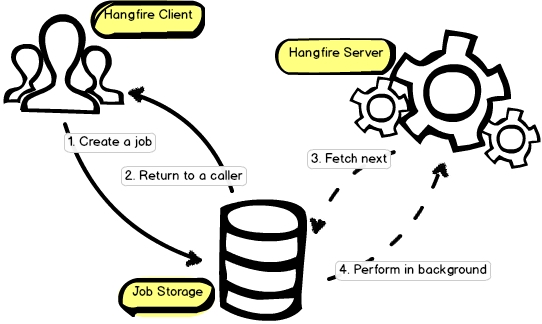 Hangfire Client
Hangfire Server
1. Create a job
2. Return to a caller
3. Fetch next
4. Perform in background
Job Storage